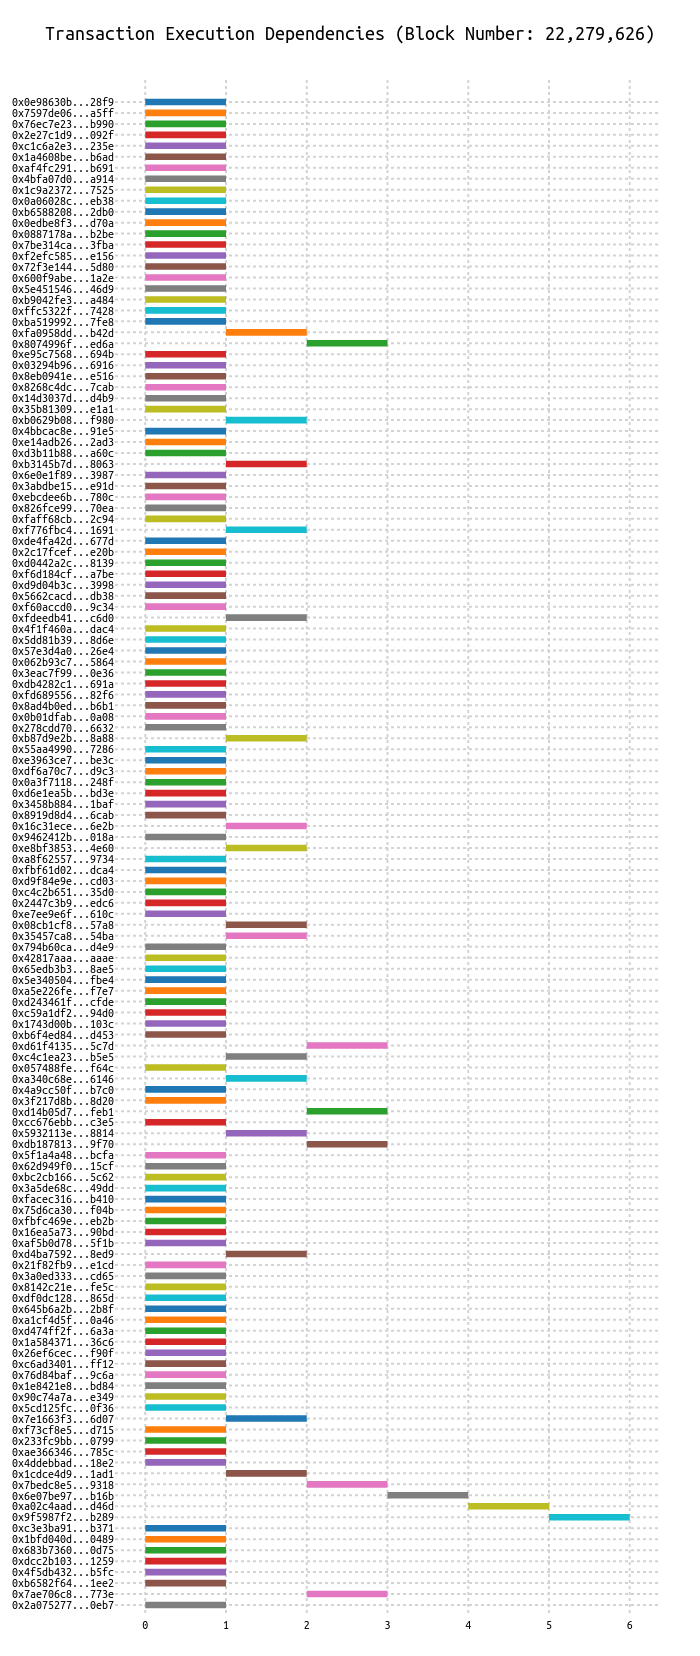 Transaction Execution Dependencies (Block Number: 22,279,626)
0x0e98630b...28f9
0x7597de06...a5ff
0x76ec7e23...b990
0x2e27c1d9...092f
0xc1c6a2e3...235e
0x1a4608be...b6ad
0xaf4fc291...b691
0x4bfa07d0...a914
0x1c9a2372...7525
0x0a06028c...eb38
0xb6588208...2db0
0x0edbe8f3...d70a
0x0887178a...b2be
0x7be314ca...3fba
0xf2efc585...e156
0x72f3e144...5d80
0x600f9abe...1a2e
0x5e451546...46d9
0xb9042fe3...a484
0xffc5322f...7428
0xba519992...7fe8
0xfa0958dd...b42d
0x8074996f...ed6a
0xe95c7568...694b
0x03294b96...6916
0x8eb0941e...e516
0x8268c4dc...7cab
0x14d3037d...d4b9
0x35b81309...e1a1
0xb0629b08...f980
0x4bbcac8e...91e5
0xe14adb26...2ad3
0xd3b11b88...a60c
0xb3145b7d...8063
0x6e0e1f89...3987
0x3abdbe15...e91d
0xebcdee6b...780c
0x826fce99...70ea
0xfaff68cb...2c94
0xf776fbc4...1691
0xde4fa42d...677d
0x2c17fcef...e20b
0xd0442a2c...8139
0xf6d184cf...a7be
0xd9d04b3c...3998
0x5662cacd...db38
0xf60accd0...9c34
0xfdeedb41...c6d0
0x4f1f460a...dac4
0x5dd81b39...8d6e
0x57e3d4a0...26e4
0x062b93c7...5864
0x3eac7f99...0e36
0xdb4282c1...691a
0xfd689556...82f6
0x8ad4b0ed...b6b1
0x0b01dfab...0a08
0x278cdd70...6632
0xb87d9e2b...8a88
0x55aa4990...7286
0xe3963ce7...be3c
0xdf6a70c7...d9c3
0x0a3f7118...248f
0xd6e1ea5b...bd3e
0x3458b884...1baf
0x8919d8d4...6cab
0x16c31ece...6e2b
0x9462412b...018a
0xe8bf3853...4e60
0xa8f62557...9734
0xfbf61d02...dca4
0xd9f84e9e...cd03
0xc4c2b651...35d0
0x2447c3b9...edc6
0xe7ee9e6f...610c
0x08cb1cf8...57a8
0x35457ca8...54ba
0x794b60ca...d4e9
0x42817aaa...aaae
0x65edb3b3...8ae5
0x5e340504...fbe4
0xa5e226fe...f7e7
0xd243461f...cfde
0xc59a1df2...94d0
0x1743d00b...103c
0xb6f4ed84...d453
0xd61f4135...5c7d
0xc4c1ea23...b5e5
0x057488fe...f64c
0xa340c68e...6146
0x4a9cc50f...b7c0
0x3f217d8b...8d20
0xd14b05d7...feb1
0xcc676ebb...c3e5
0x5932113e...8814
0xdb187813...9f70
0x5f1a4a48...bcfa
0x62d949f0...15cf
0xbc2cb166...5c62
0x3a5de68c...49dd
0xfacec316...b410
0x75d6ca30...f04b
0xfbfc469e...eb2b
0x16ea5a73...90bd
0xaf5b0d78...5f1b
0xd4ba7592...8ed9
0x21f82fb9...e1cd
0x3a0ed333...cd65
0x8142c21e...fe5c
0xdf0dc128...865d
0x645b6a2b...2b8f
0xa1cf4d5f...0a46
0xd474ff2f...6a3a
0x1a584371...36c6
0x26ef6cec...f90f
0xc6ad3401...ff12
0x76d84baf...9c6a
0x1e8421e8...bd84
0x90c74a7a...e349
0x5cd125fc...0f36
0x7e1663f3...6d07
0xf73cf8e5...d715
0x233fc9bb...0799
0xae366346...785c
0x4ddebbad...18e2
0x1cdce4d9...1ad1
0x7bedc8e5...9318
0x6e07be97...b16b
0xa02c4aad...d46d
0x9f5987f2...b289
0xc3e3ba91...b371
0x1bfd040d...0489
0x683b7360...0d75
0xdcc2b103...1259
0x4f5db432...b5fc
0xb6582f64...1ee2
0x7ae706c8...773e
0x2a075277...0eb7
0 1 2 3 4 5 6